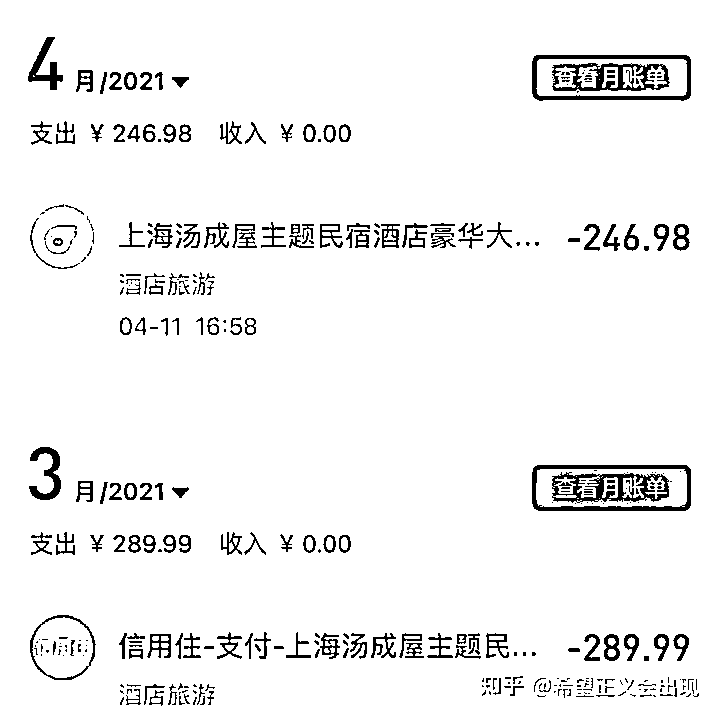 4月/2021 查看月账单
支出 ¥ 246.98 收入 ¥ 0.00
上海汤成屋主题民宿酒店豪华大... -246.98
酒店旅游
04-11 16:58
3月/2021 查看月账单
支出 ¥ 289.99 收入 ¥ 0.00
信用住-支付-上海汤成屋主题民... -289.99
酒店旅游
知乎 @希望正义会出现